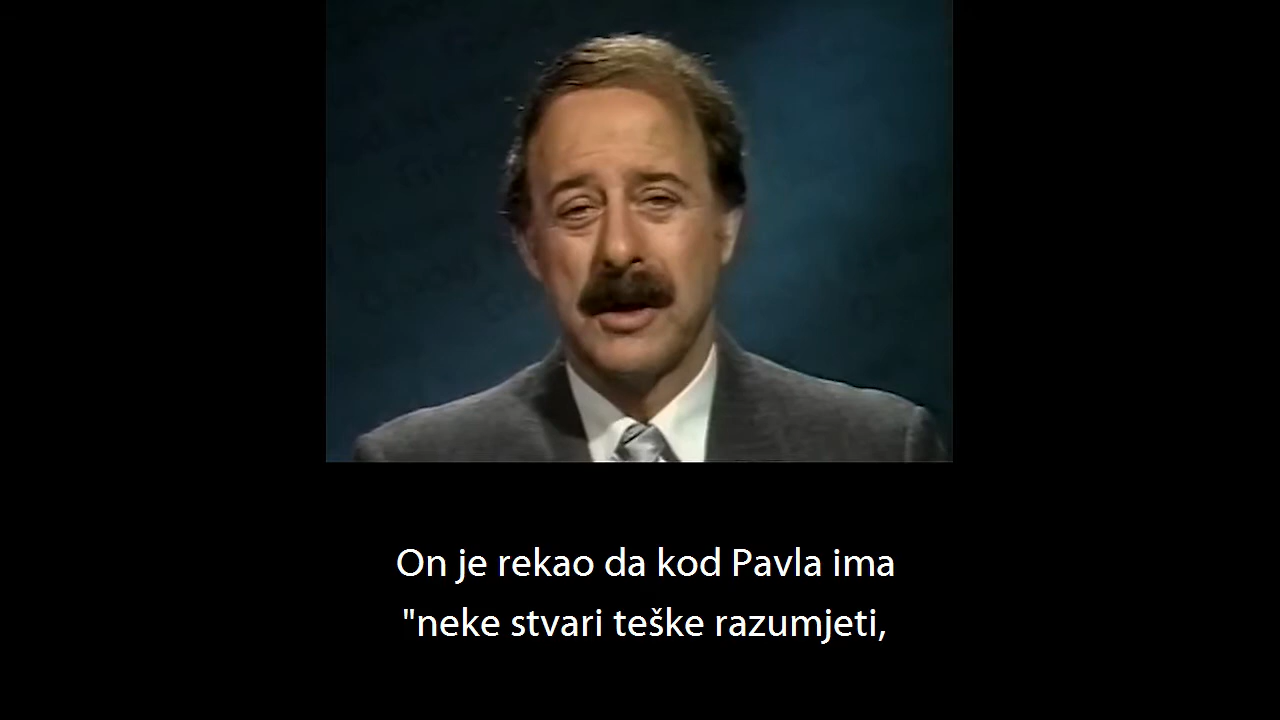 On je rekao da kod Pavla ima
"neke stvari teške razumjeti,